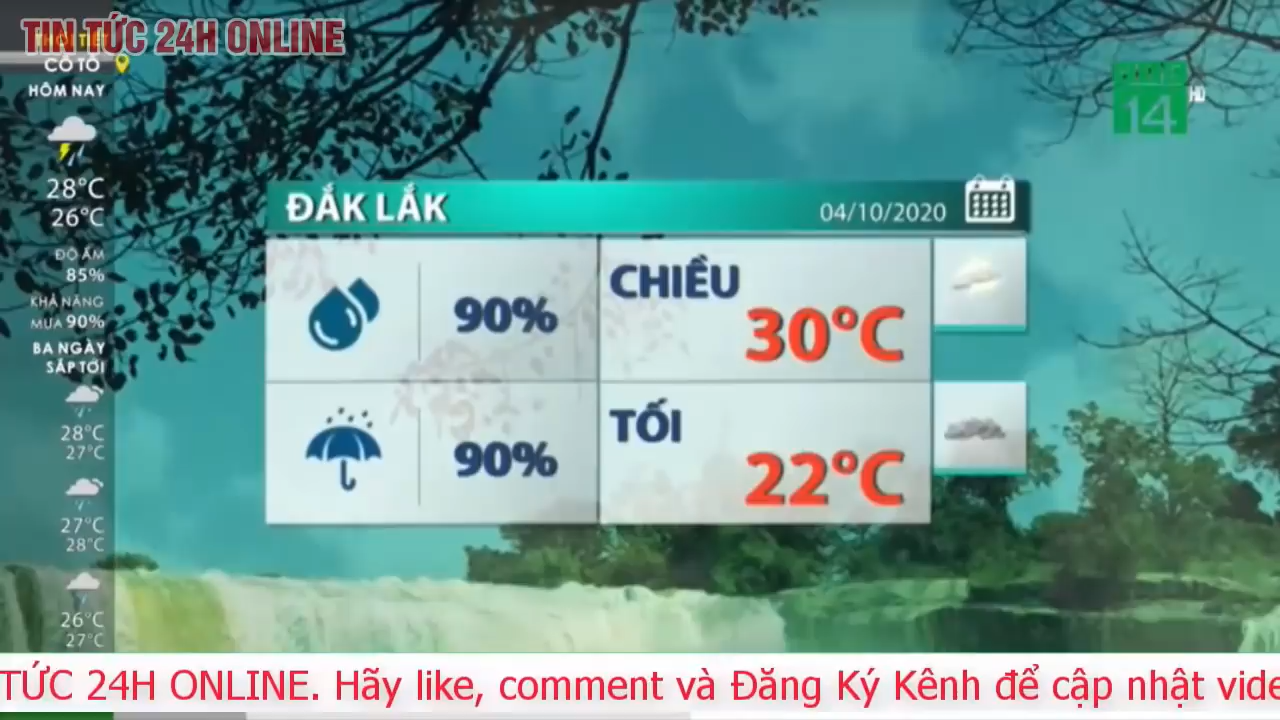 TIN TỨC 24H ONLINE
THỜI TIẾT
CÔ TÔ
HÔM NAY
28°C
26°C
ĐỘ ẨM
85%
KHẢ NĂNG
MƯA 90%
BA NGÀY
SẮP TỚI
28°C
27°C
27°C
28°C
26°C
27°C
14
HD
ĐẮK LẮK
04/10/2020
90%
CHIỀU
30°C
90%
TỐI
22°C
TỨC 24H ONLINE. Hãy like, comment và Đăng Ký Kênh để cập nhật vide